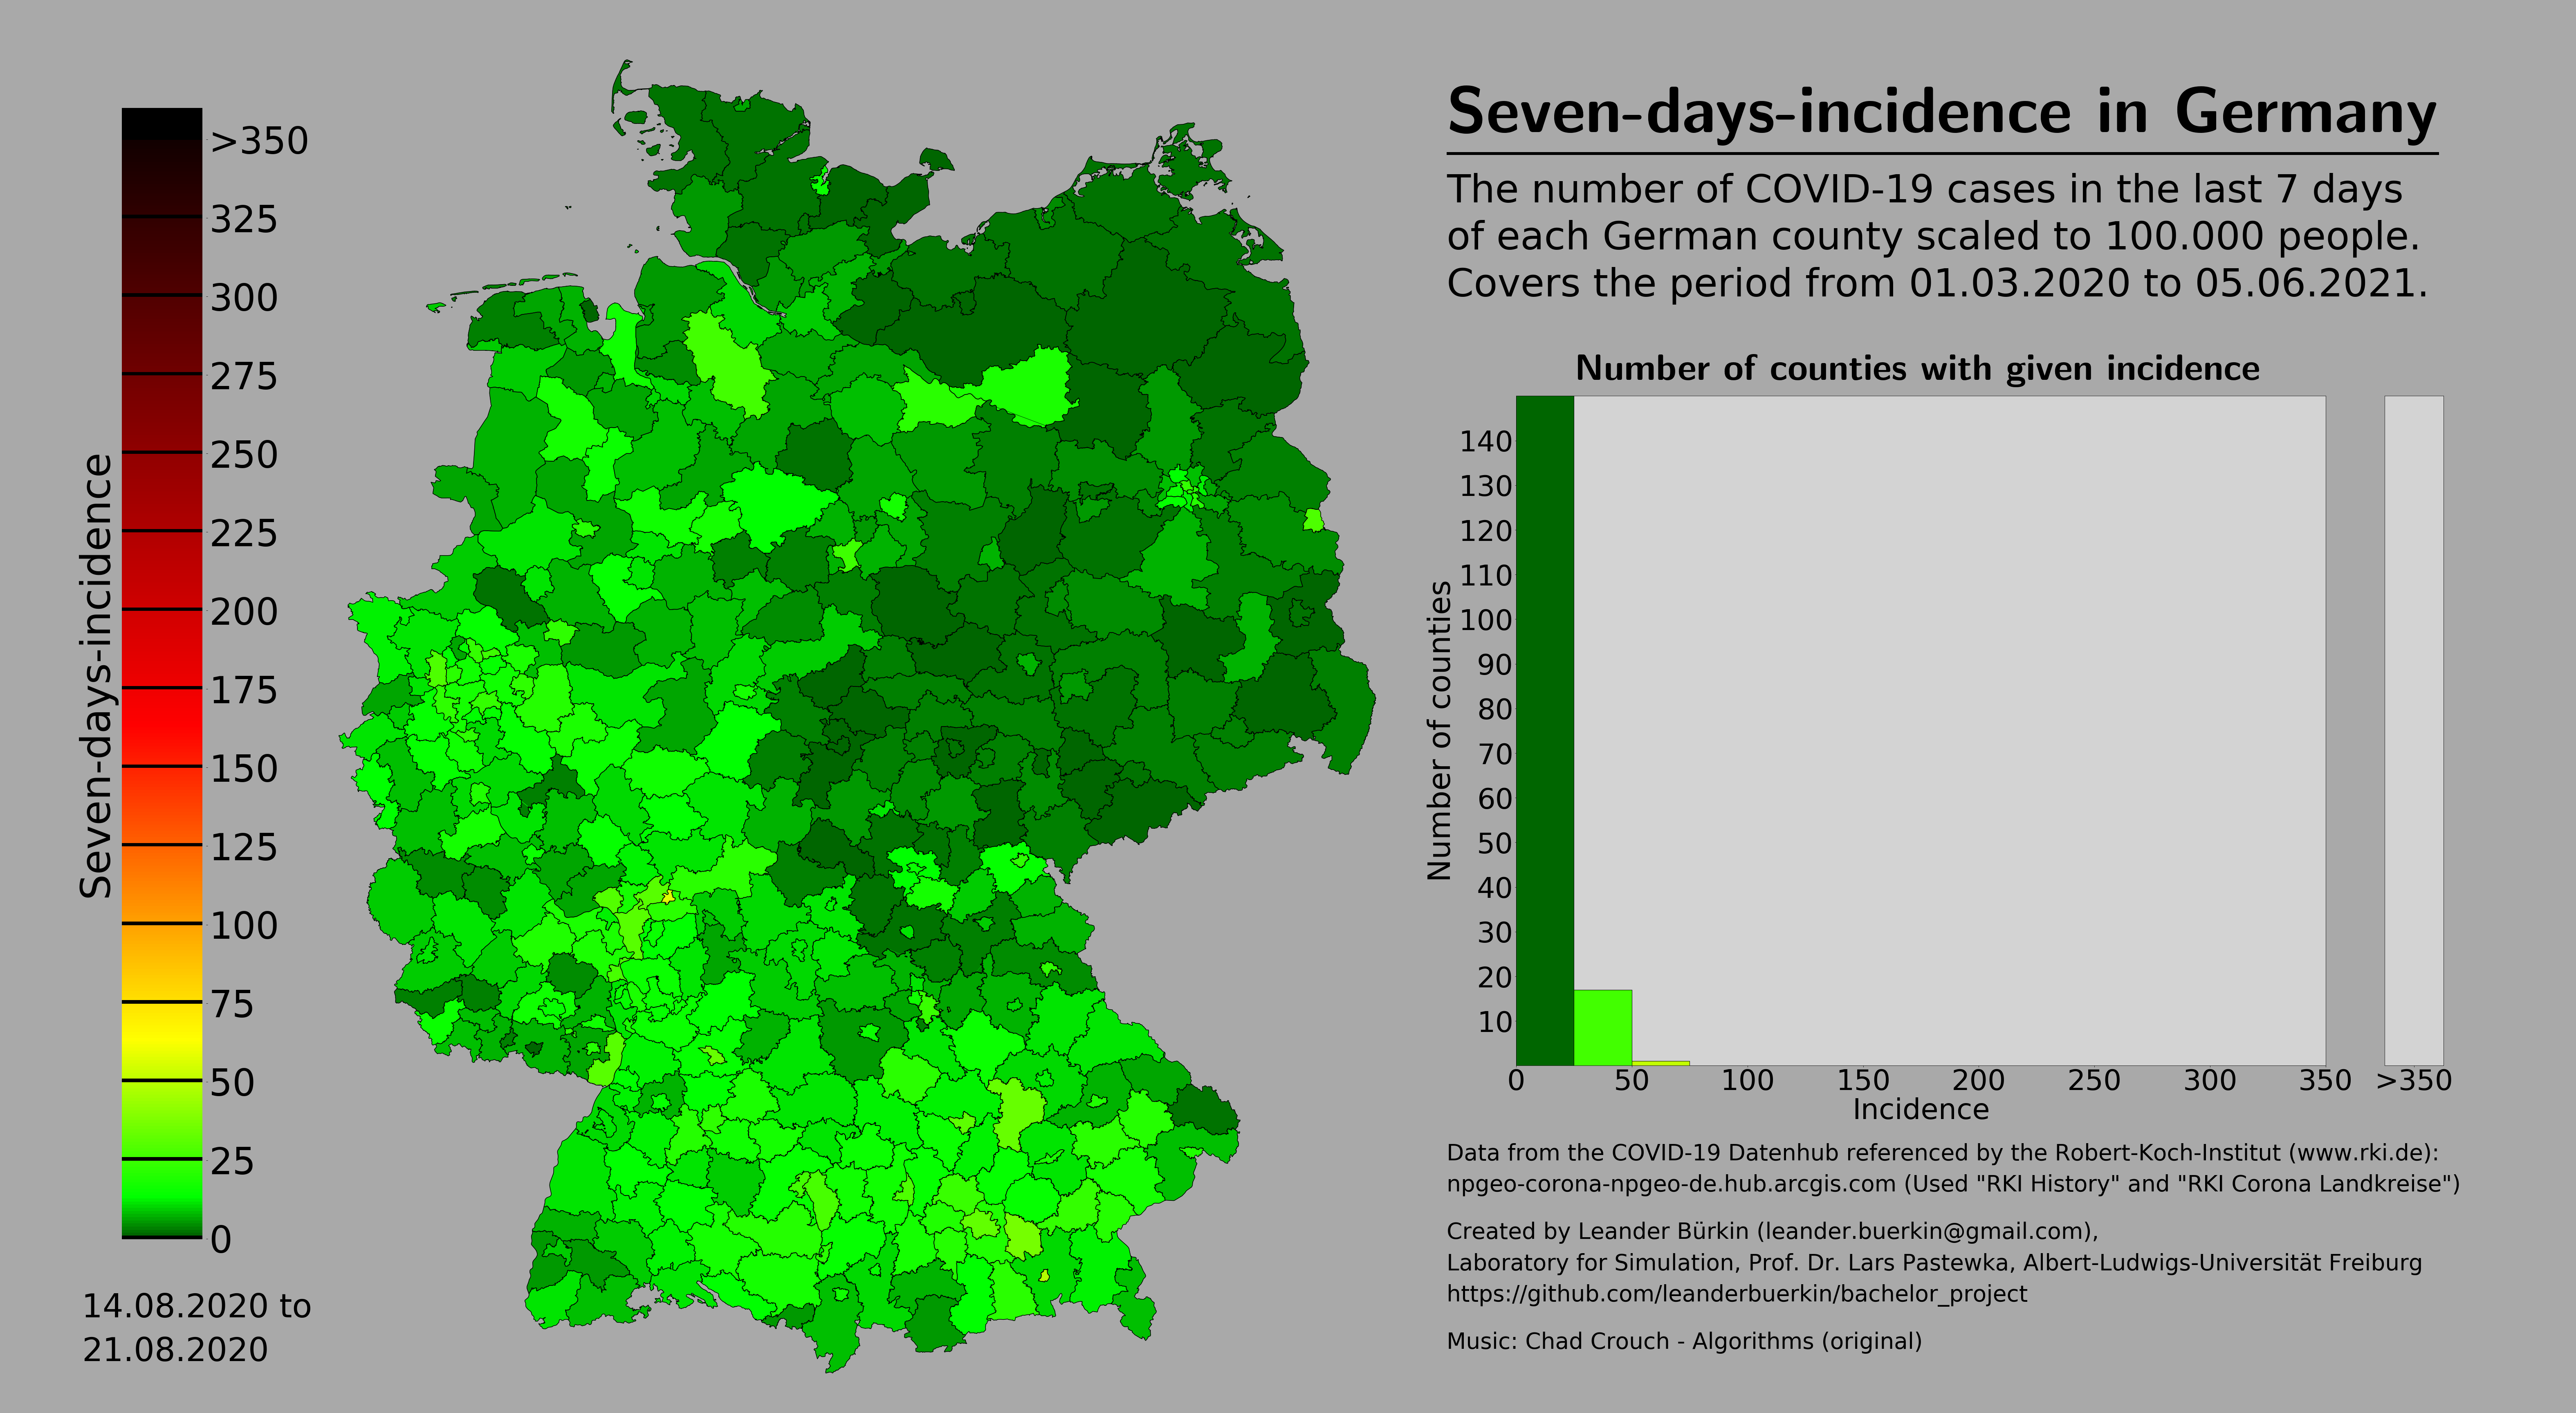 Seven-days-incidence in Germany
The number of COVID-19 cases in the last 7 days
of each German county scaled to 100.000 people.
Covers the period from 01.03.2020 to 05.06.2021.
Seven-days-incidence
>350
325
300
275
250
225
200
175
150
125
100
75
50
25
0
14.08.2020 to
21.08.2020
Number of counties with given incidence
Number of counties
140
130
120
110
100
90
80
70
60
50
40
30
20
10
0 50 100 150 200 250 300 350 >350
Incidence
Data from the COVID-19 Datenhub referenced by the Robert-Koch-Institut (www.rki.de):
npgeo-corona-npgeo-de.hub.arcgis.com (Used "RKI History" and "RKI Corona Landkreise")
Created by Leander Bürkin (leander.buerkin@gmail.com),
Laboratory for Simulation, Prof. Dr. Lars Pastewka, Albert-Ludwigs-Universität Freiburg
https://github.com/leanderbuerkin/bachelor_project
Music: Chad Crouch - Algorithms (original)